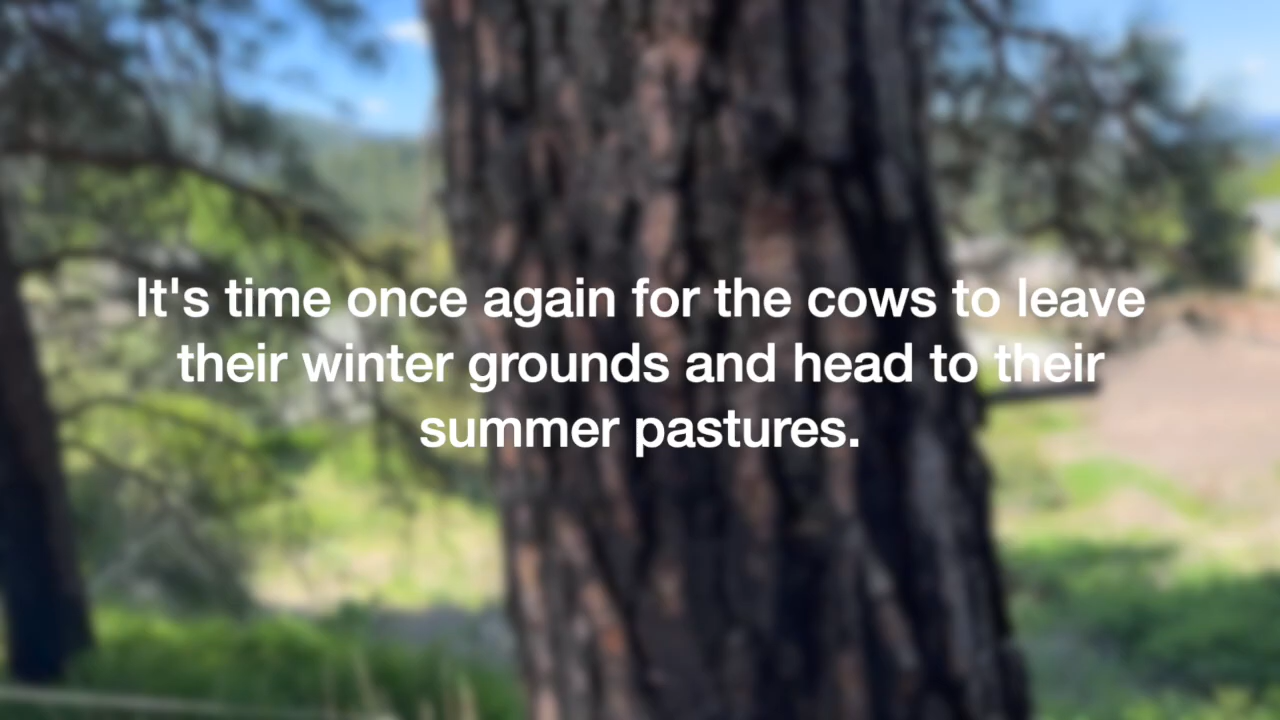 It's time once again for the cows to leave
their winter grounds and head to their
summer pastures.